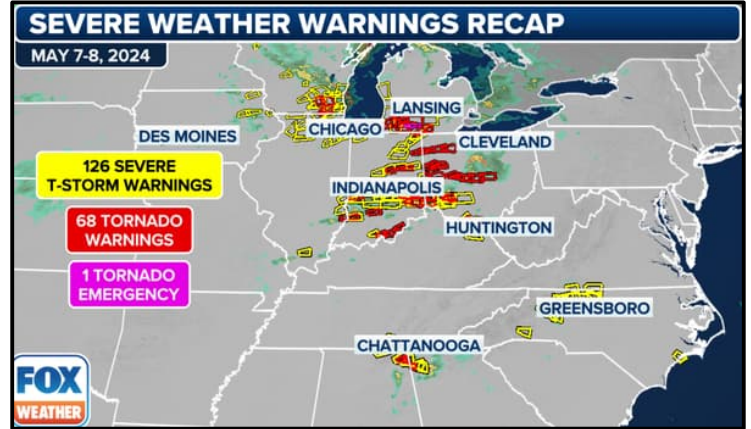 SEVERE WEATHER WARNINGS RECAP
MAY 7-8, 2024
LANSING
DES MOINES
CHICAGO
CLEVELAND
126 SEVERE
T-STORM WARNINGS
INDIANAPOLIS
68 TORNADO
WARNINGS
HUNTINGTON
1 TORNADO
EMERGENCY
GREENSBORO
CHATTANOOGA
FOX
WEATHER